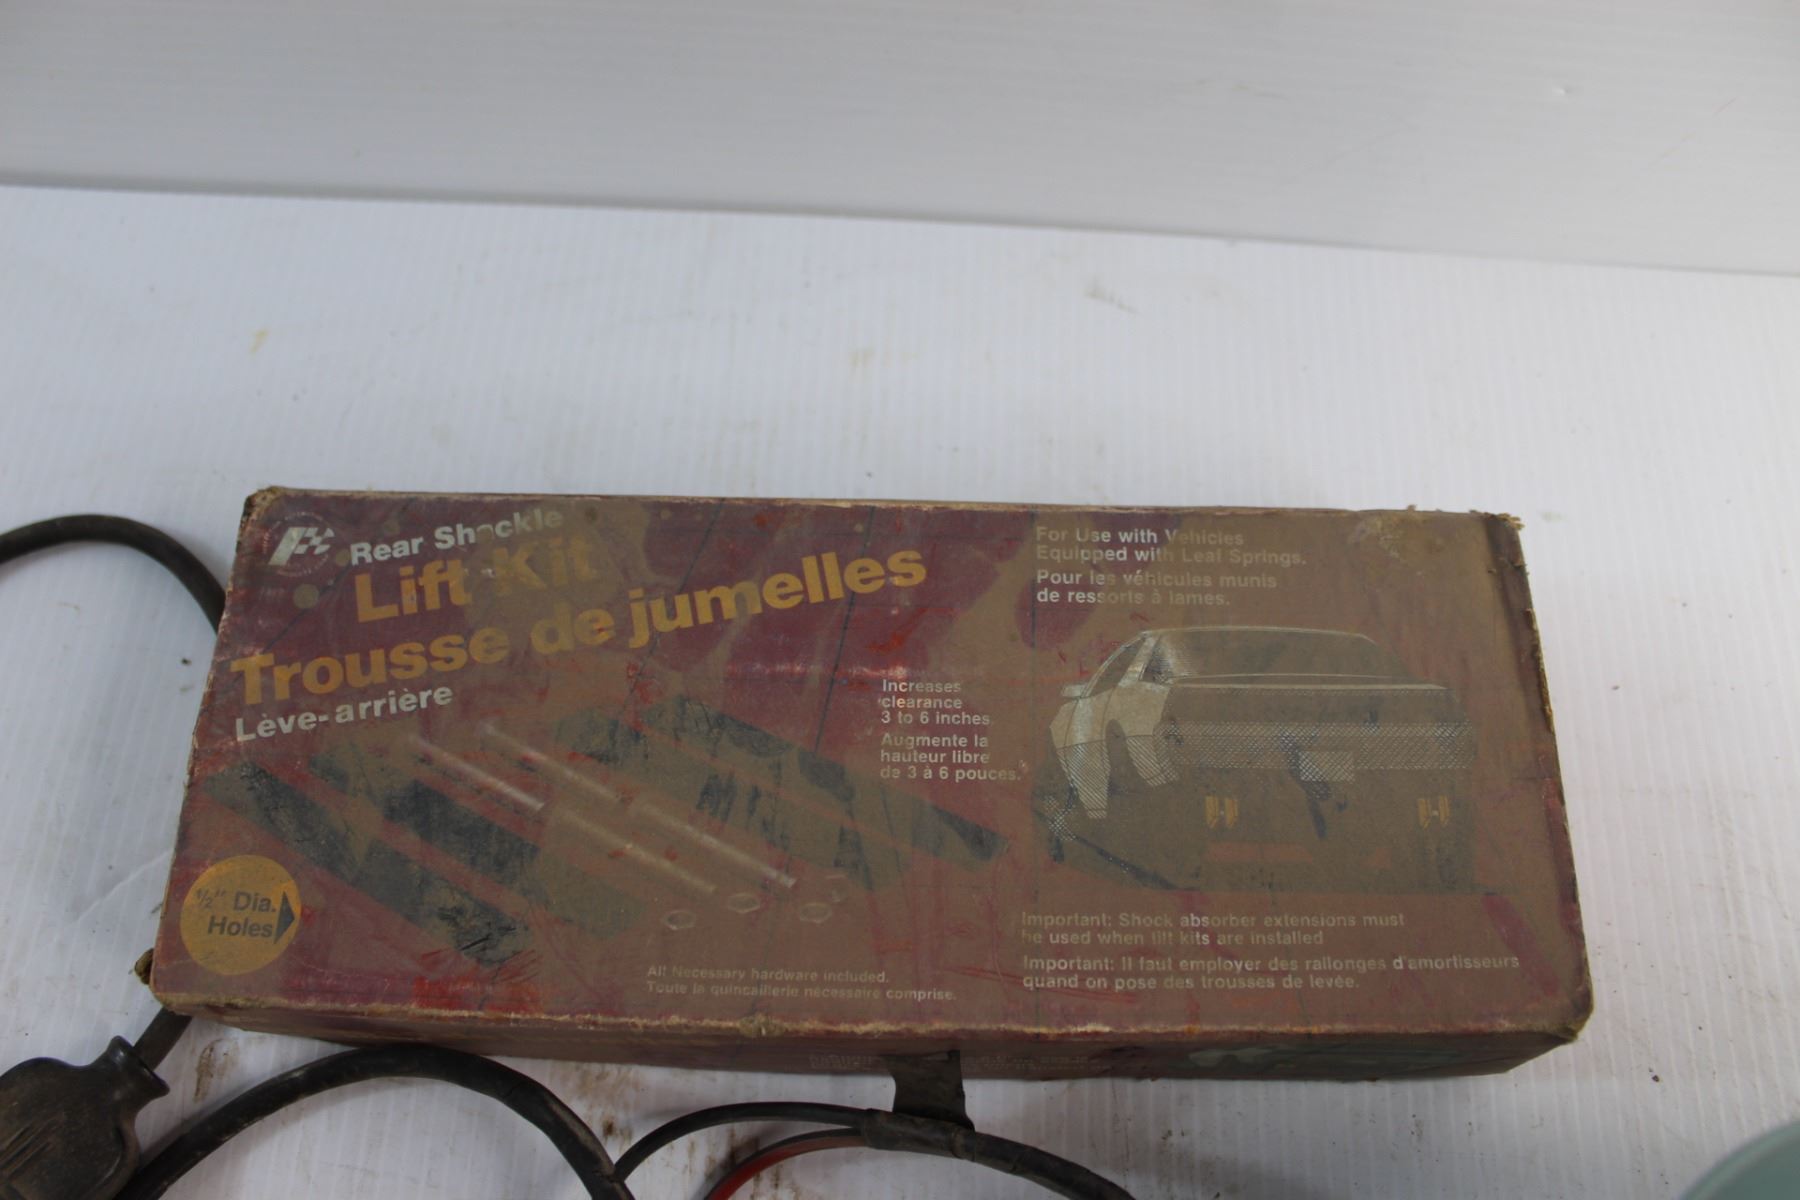 Rear Shackle
Lift Kit
Trousse de jumelles
Lève-arrière
For Use with Vehicles
Equipped with Leaf Springs.
Pour les véhicules munis
de ressorts à lames.
Increases
clearance
3 to 6 inches.
Augmente la
hauteur libre
de 3 à 6 pouces.
1/2" Dia.
Holes
All Necessary hardware included.
Toute la quincaillerie nécessaire comprise.
Important: Shock absorber extensions must
be used when lift kits are installed
Important: Il faut employer des rallonges d'amortisseurs
quand on pose des trousses de levée.